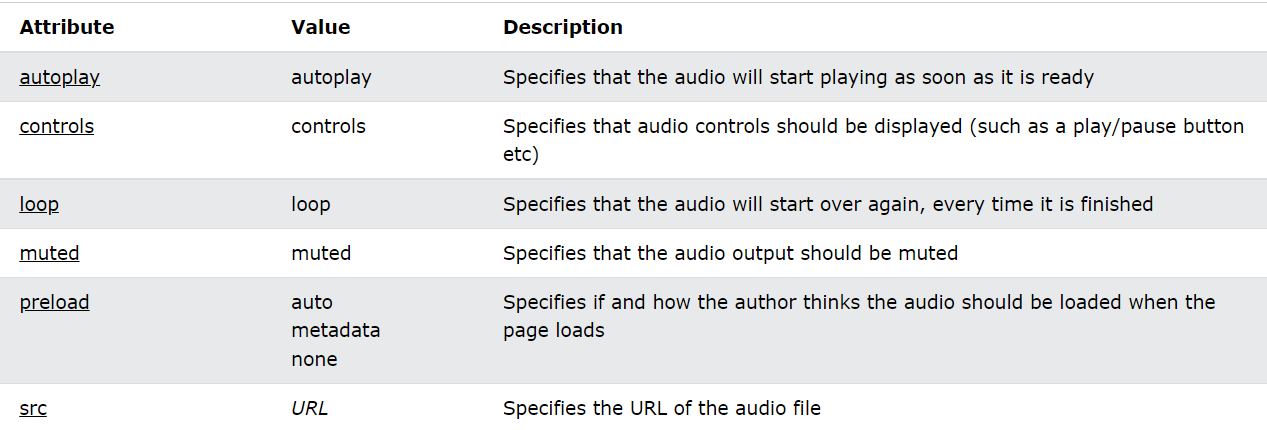 Attribute Value Description
autoplay autoplay Specifies that the audio will start playing as soon as it is ready
controls controls Specifies that audio controls should be displayed (such as a play/pause button
etc)
loop loop Specifies that the audio will start over again, every time it is finished
muted muted Specifies that the audio output should be muted
preload auto Specifies if and how the author thinks the audio should be loaded when the
metadata page loads
none
src URL Specifies the URL of the audio file